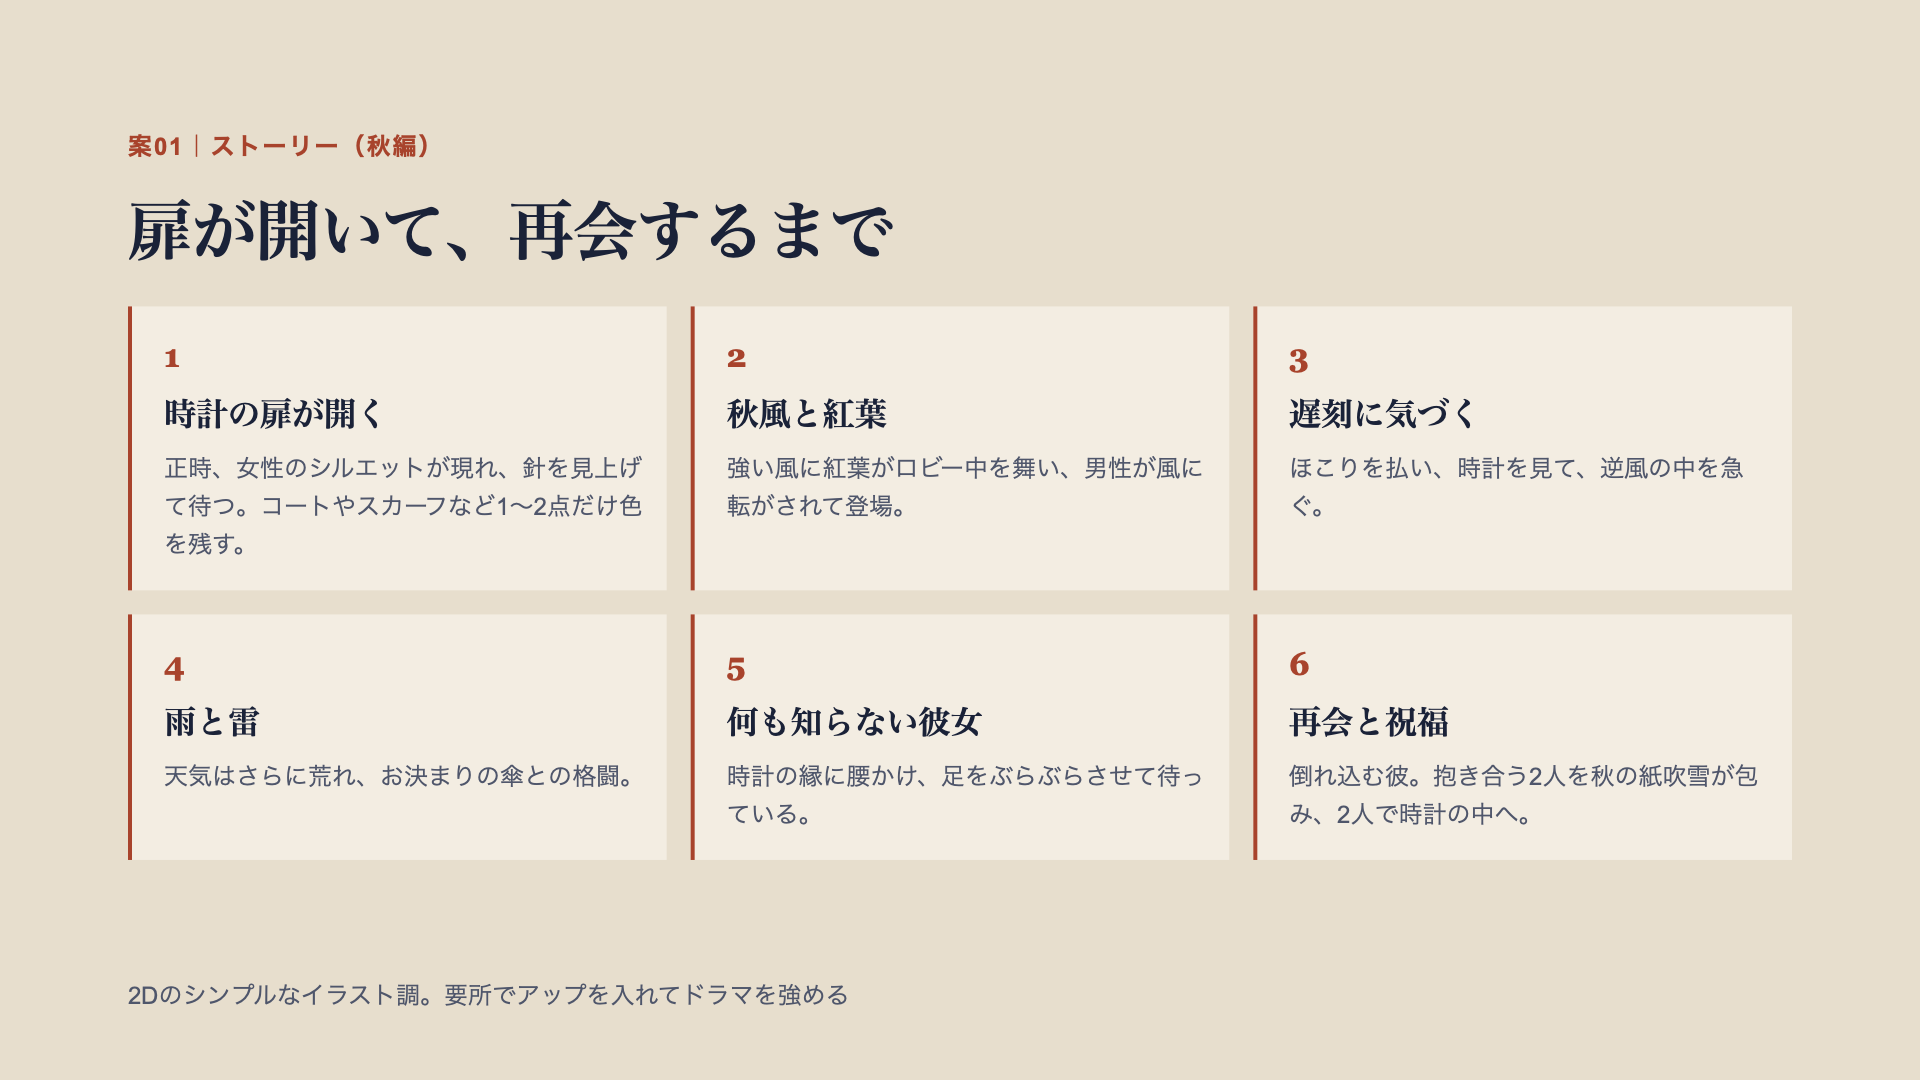 案01｜ストーリー（秋編）
扉が開いて、再会するまで
1
時計の扉が開く
正時、女性のシルエットが現れ、針を見上げ
て待つ。コートやスカーフなど1〜2点だけ色
を残す。
2
秋風と紅葉
強い風に紅葉がロビー中を舞い、男性が風に
転がされて登場。
3
遅刻に気づく
ほこりを払い、時計を見て、逆風の中を急
ぐ。
4
雨と雷
天気はさらに荒れ、お決まりの傘との格闘。
5
何も知らない彼女
時計の縁に腰かけ、足をぶらぶらさせて待っ
ている。
6
再会と祝福
倒れ込む彼。抱き合う2人を秋の紙吹雪が包
み、2人で時計の中へ。
2Dのシンプルなイラスト調。要所でアップを入れてドラマを強める